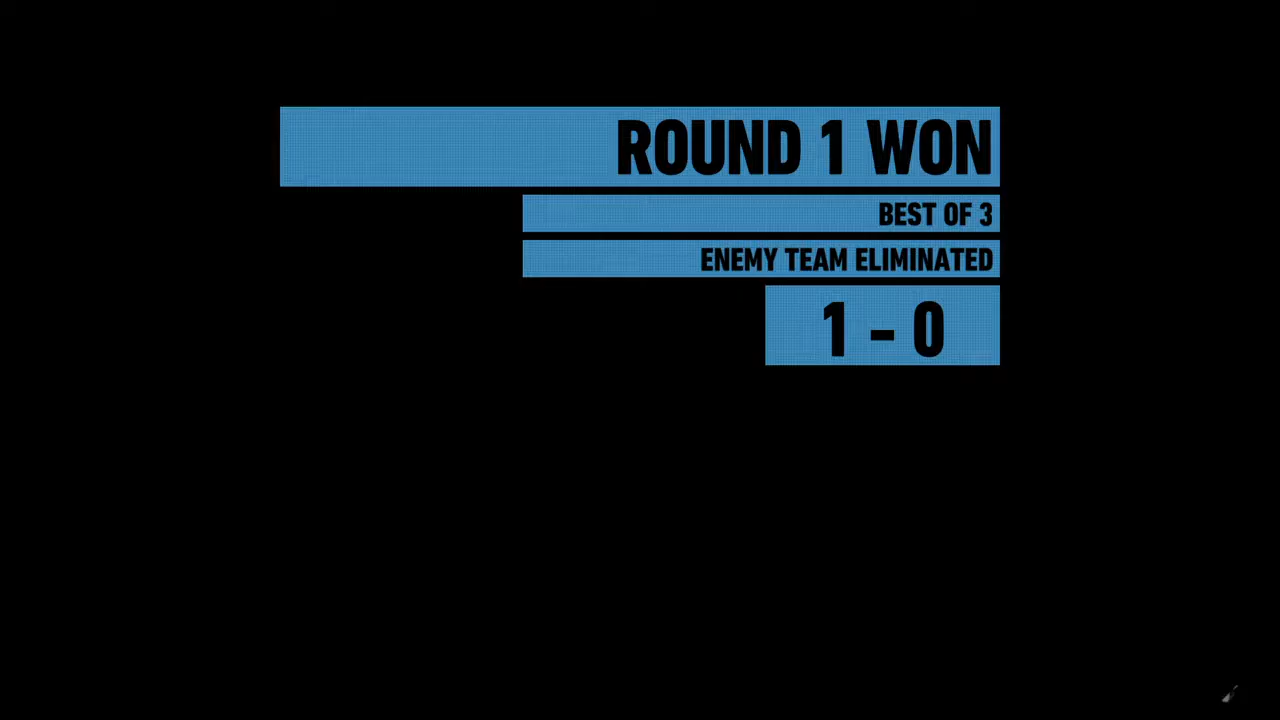 ROUND 1 WON
BEST OF 3
ENEMY TEAM ELIMINATED
1 - 0